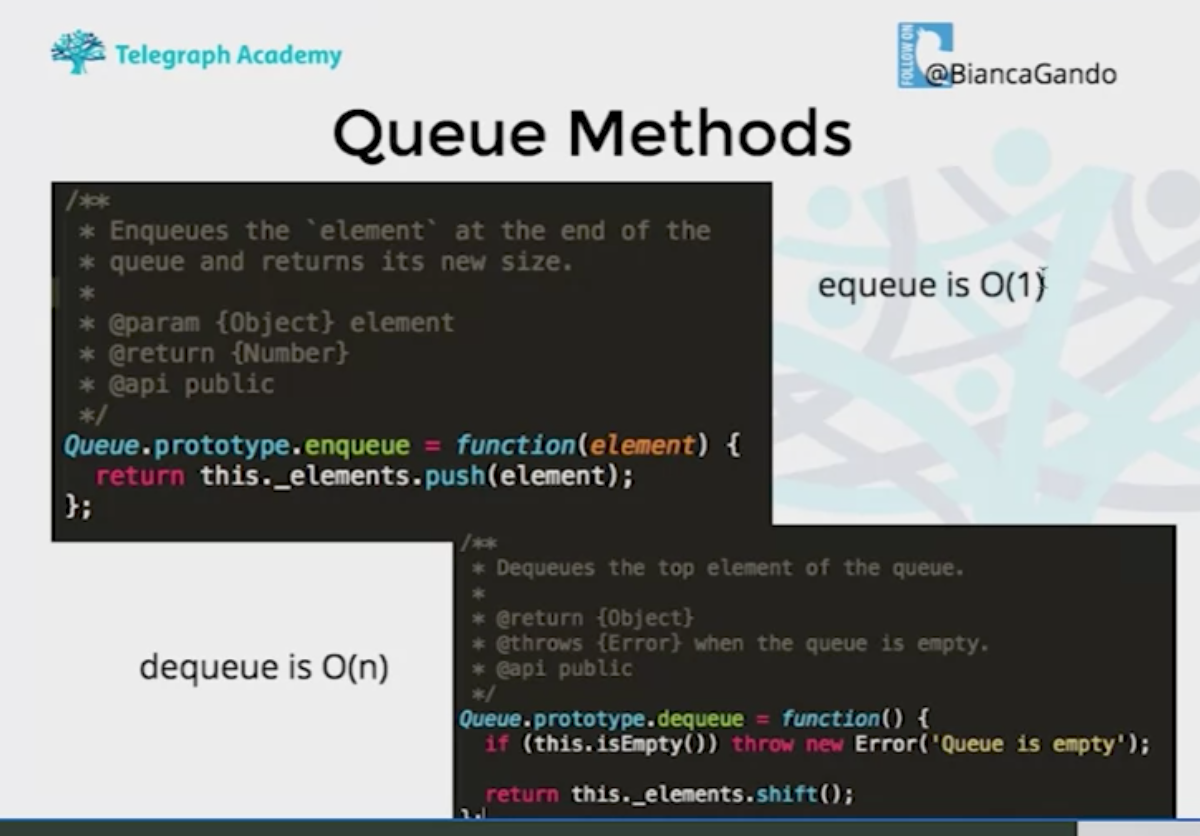 Telegraph Academy
FOLLOW ON
@BiancaGando
Queue Methods
/**
* Enqueues the `element` at the end of the
* queue and returns its new size.
*
* @param {Object} element
* @return {Number}
* @api public
*/
Queue.prototype.enqueue = function(element) {
return this._elements.push(element);
};
equeue is O(1)
dequeue is O(n)
/**
* Dequeues the top element of the queue.
*
* @return {Object}
* @throws {Error} when the queue is empty.
* @api public
*/
Queue.prototype.dequeue = function() {
if (this.isEmpty()) throw new Error('Queue is empty');
return this._elements.shift();
};